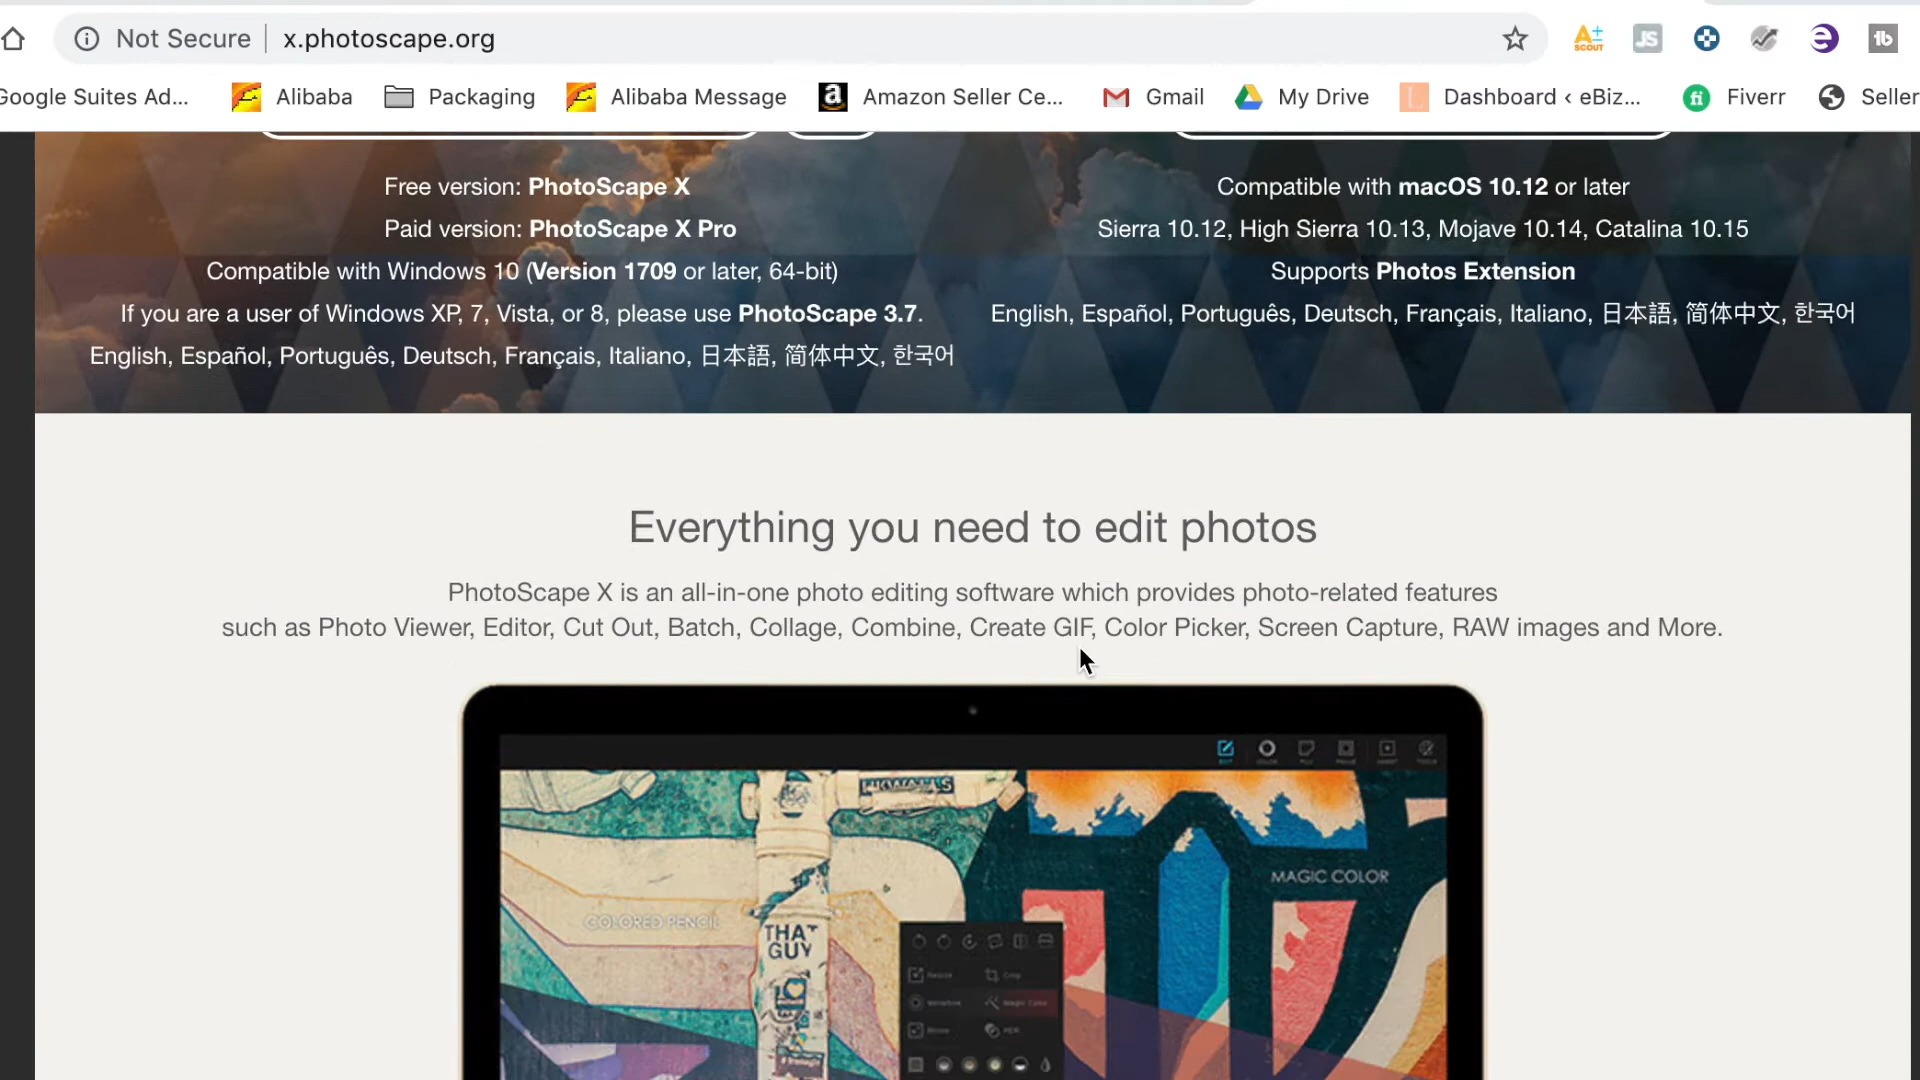 Not Secure
x.photoscape.org
A±
SCOUT
JS
Google Suites Ad...
Alibaba
Packaging
Alibaba Message
a
Amazon Seller Ce...
Gmail
My Drive
Dashboard ‹ eBiz...
fi
Fiverr
Seller
Free version: PhotoScape X
Paid version: PhotoScape X Pro
Compatible with Windows 10 (Version 1709 or later, 64-bit)
If you are a user of Windows XP, 7, Vista, or 8, please use PhotoScape 3.7.
English, Español, Português, Deutsch, Français, Italiano, 日本語, 简体中文, 한국어
Compatible with macOS 10.12 or later
Sierra 10.12, High Sierra 10.13, Mojave 10.14, Catalina 10.15
Supports Photos Extension
English, Español, Português, Deutsch, Français, Italiano, 日本語, 简体中文, 한국어
Everything you need to edit photos
PhotoScape X is an all-in-one photo editing software which provides photo-related features
such as Photo Viewer, Editor, Cut Out, Batch, Collage, Combine, Create GIF, Color Picker, Screen Capture, RAW images and More.
MAGIC COLOR
COLORED PENCIL
THAT
GUY
Resize
Crop
Magic Color
HDR